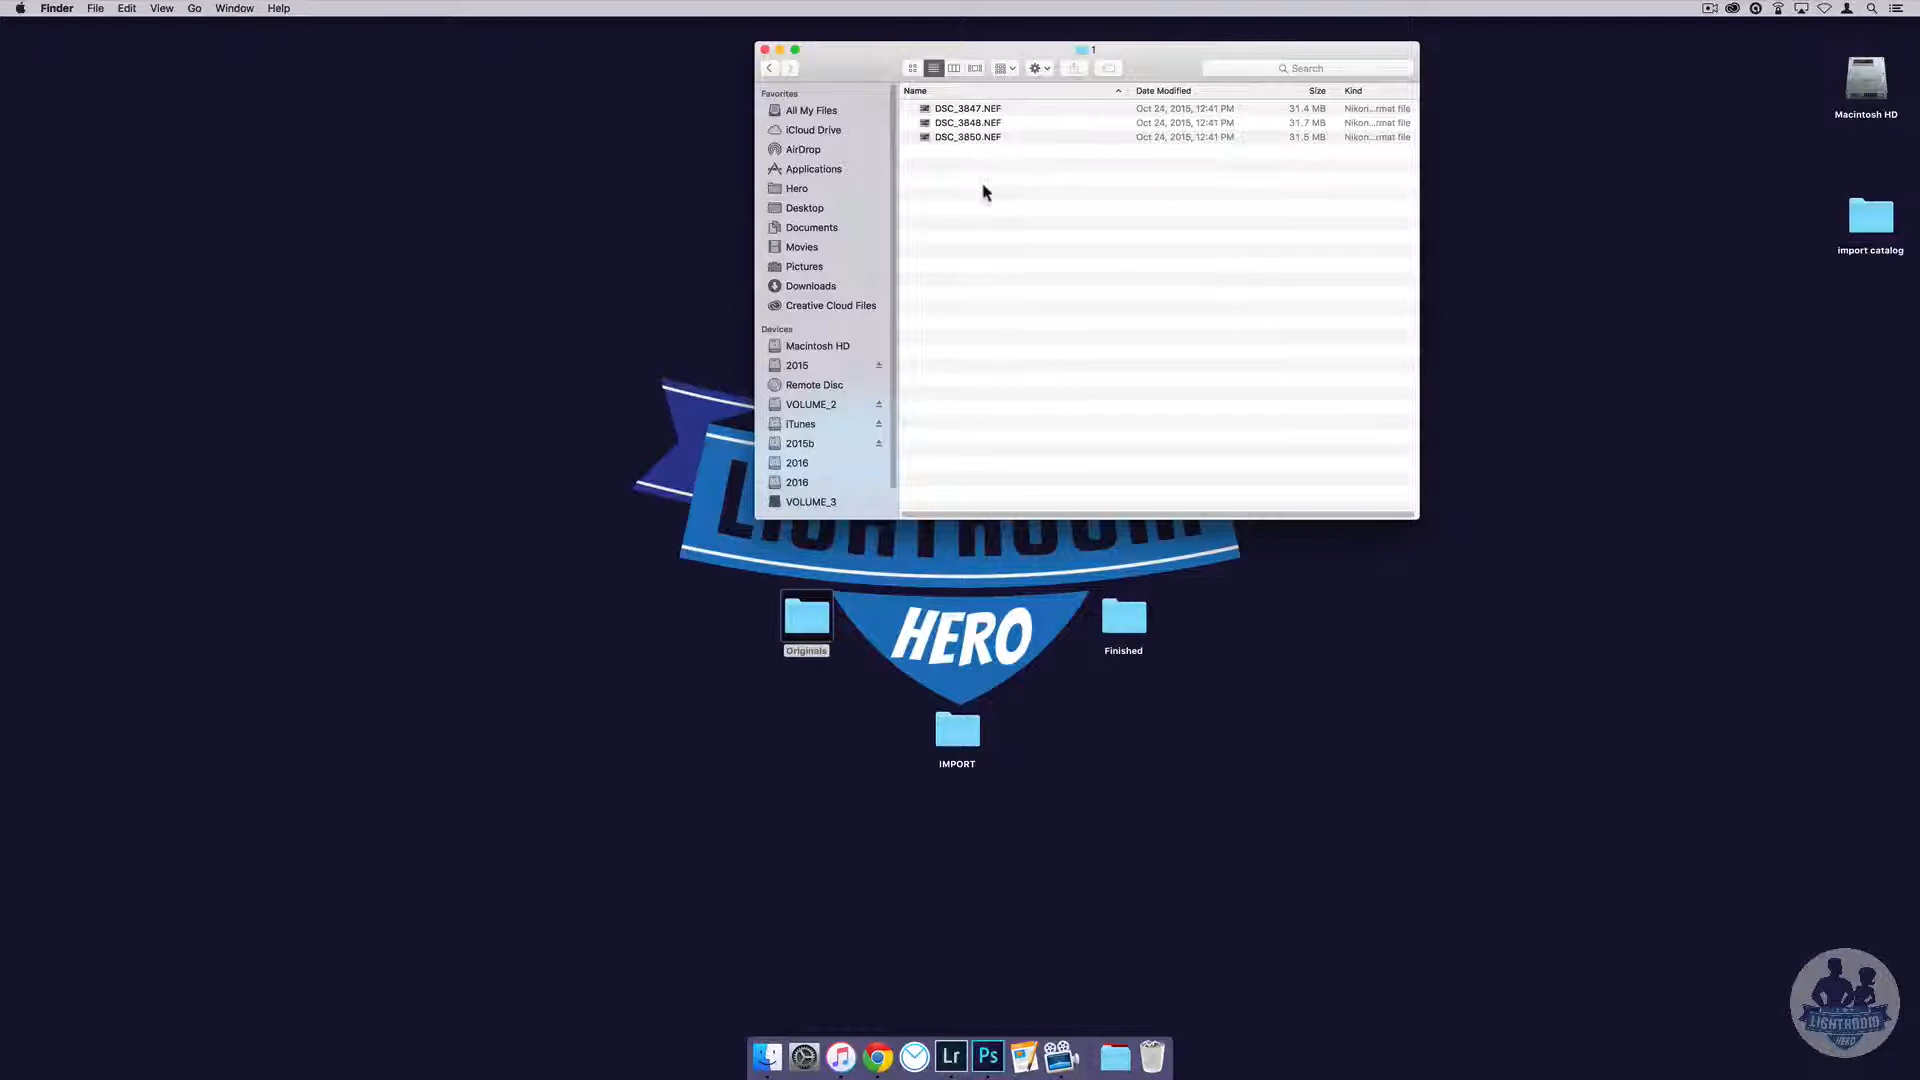 Finder File Edit View Go Window Help
1
Search
Favorites
All My Files
iCloud Drive
AirDrop
Applications
Hero
Desktop
Documents
Movies
Pictures
Downloads
Creative Cloud Files
Devices
Macintosh HD
2015
Remote Disc
VOLUME_2
iTunes
2015b
2016
2016
VOLUME_3
Name Date Modified Size Kind
DSC_3847.NEF Oct 24, 2015, 12:41 PM 31.4 MB Nikon...rmat file
DSC_3848.NEF Oct 24, 2015, 12:41 PM 31.7 MB Nikon...rmat file
DSC_3850.NEF Oct 24, 2015, 12:41 PM 31.5 MB Nikon...rmat file
Macintosh HD
import catalog
LIGHTROOM
HERO
Originals
Finished
IMPORT
Lr Ps
LIGHTROOM
HERO